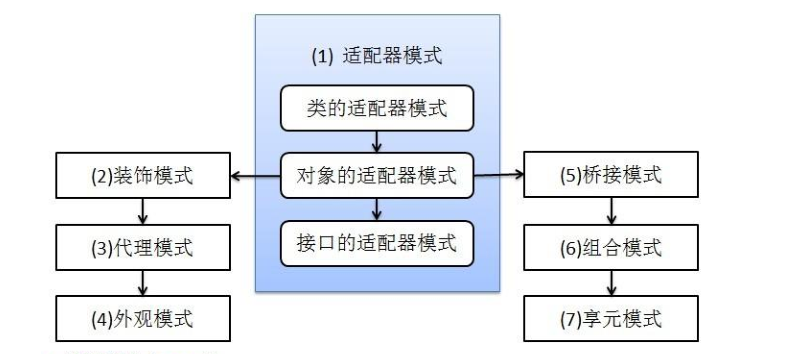 (1) 适配器模式
类的适配器模式
对象的适配器模式
接口的适配器模式
(2)装饰模式
(3)代理模式
(4)外观模式
(5)桥接模式
(6)组合模式
(7)享元模式